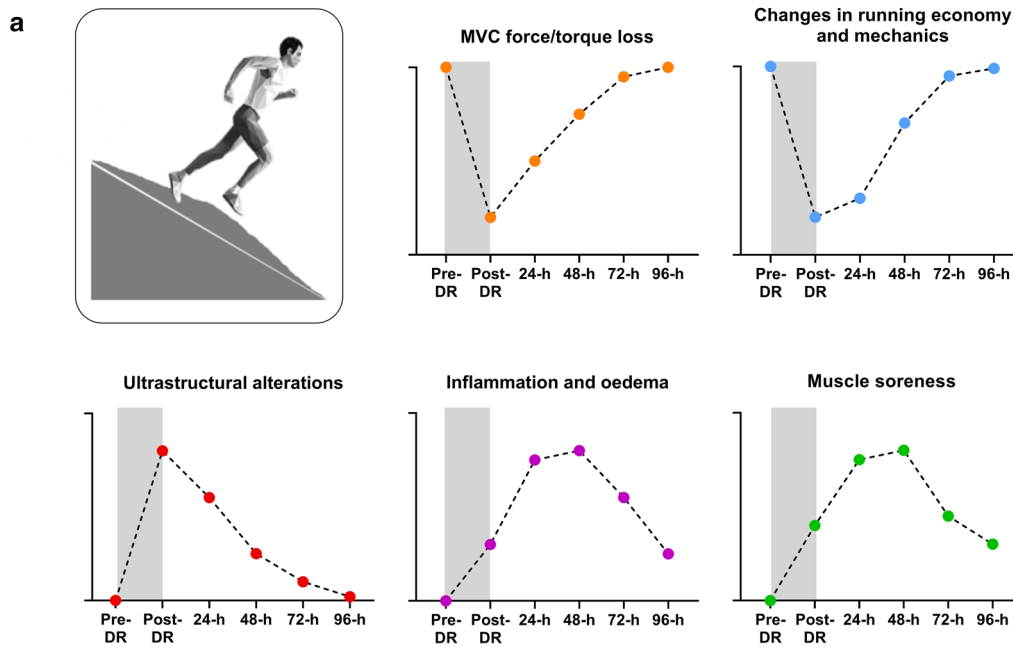 a
MVC force/torque loss
Changes in running economy
and mechanics
Pre-
DR
Post-
DR
24-h
48-h
72-h
96-h
Pre-
DR
Post-
DR
24-h
48-h
72-h
96-h
Ultrastructural alterations
Inflammation and oedema
Muscle soreness
Pre-
DR
Post-
DR
24-h
48-h
72-h
96-h
Pre-
DR
Post-
DR
24-h
48-h
72-h
96-h
Pre-
DR
Post-
DR
24-h
48-h
72-h
96-h